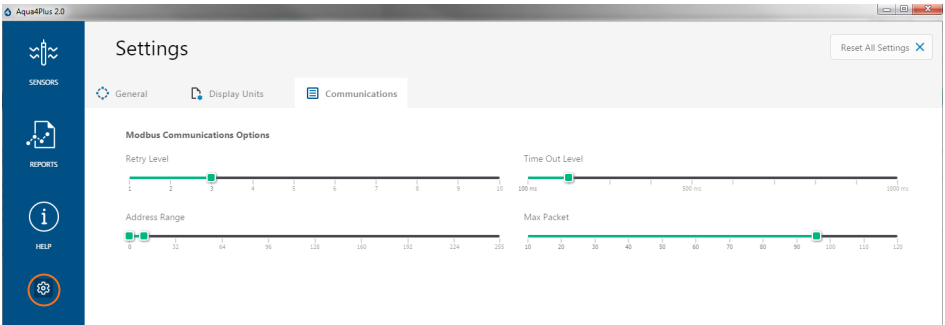 Aqua4Plus 2.0
Settings
Reset All Settings
SENSORS
General
Display Units
Communications
Modbus Communications Options
REPORTS
Retry Level
Time Out Level
1 2 3 4 5 6 7 8 9 10
100 ms 500 ms 1000 ms
Address Range
Max Packet
0 32 64 96 128 160 192 224 255
10 20 30 40 50 60 70 80 90 100 110 120
HELP